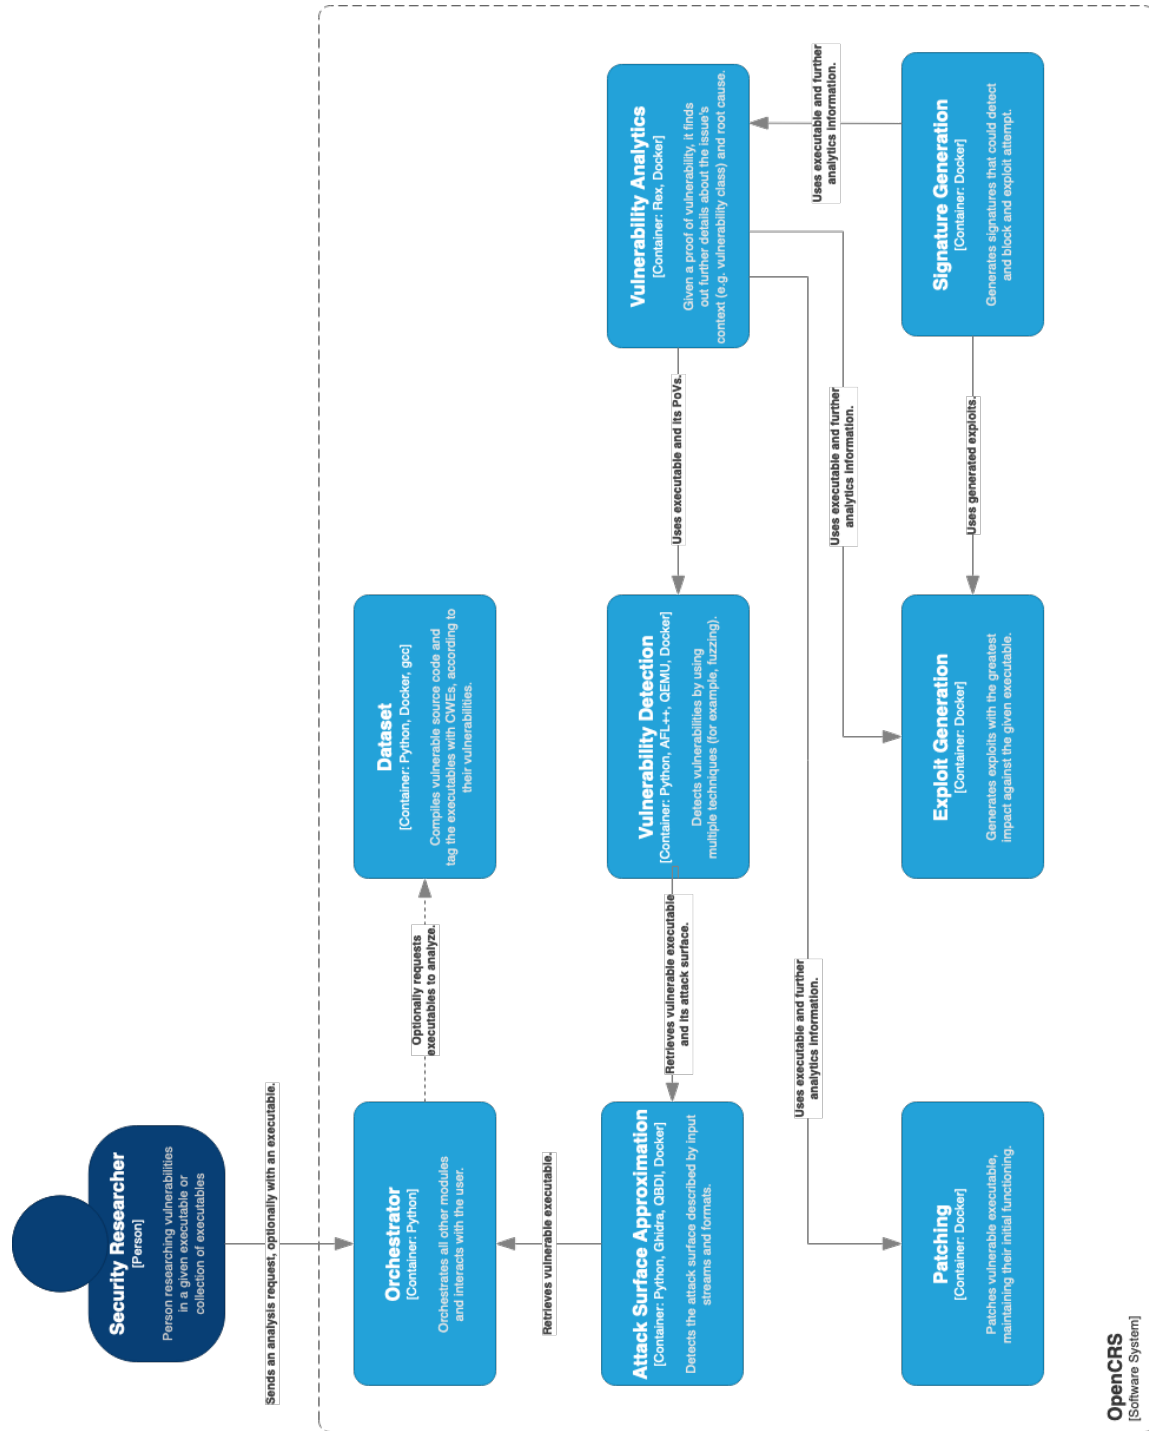 Security Researcher
[Person]
Person researching vulnerabilities
in a given executable or
collection of executables
Sends an analysis request, optionally with an executable.
Orchestrator
[Container: Python]
Orchestrates all other modules
and interacts with the user.
Optionally requests
executables to analyze.
Dataset
[Container: Python, Docker, gcc]
Compiles vulnerable source code and
tag the executables with CWEs, according to
their vulnerabilities.
Retrieves vulnerable executable.
Attack Surface Approximation
[Container: Python, Ghidra, QBDI, Docker]
Detects the attack surface described by input
streams and formats.
Retrieves vulnerable executable
and its attack surface.
Vulnerability Detection
[Container: Python, AFL++, QEMU, Docker]
Detects vulnerabilities by using
multiple techniques (for example, fuzzing).
Uses executable and its PoVs.
Vulnerability Analytics
[Container: Rex, Docker]
Given a proof of vulnerability, it finds
out further details about the issue's
context (e.g. vulnerability class) and root cause.
Uses executable and further
analytics information.
Uses executable and further
analytics information.
Uses executable and further
analytics information.
Patching
[Container: Docker]
Patches vulnerable executable,
maintaining their initial functioning.
Exploit Generation
[Container: Docker]
Generates exploits with the greatest
impact against the given executable.
Uses generated exploits.
Signature Generation
[Container: Docker]
Generates signatures that could detect
and block and exploit attempt.
OpenCRS
[Software System]